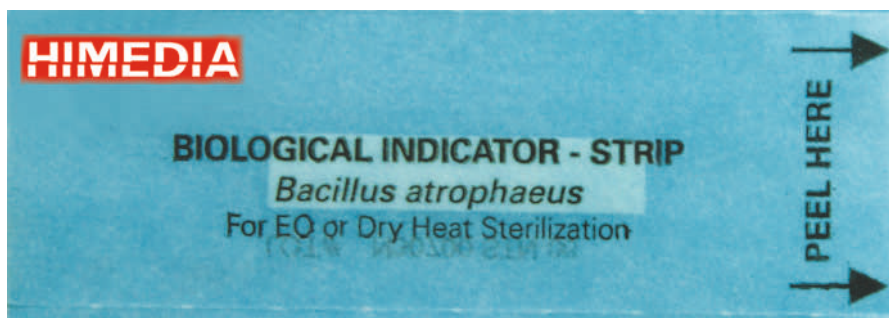 HIMEDIA
BIOLOGICAL INDICATOR - STRIP
Bacillus atrophaeus
For EO or Dry Heat Sterilization
PEEL HERE